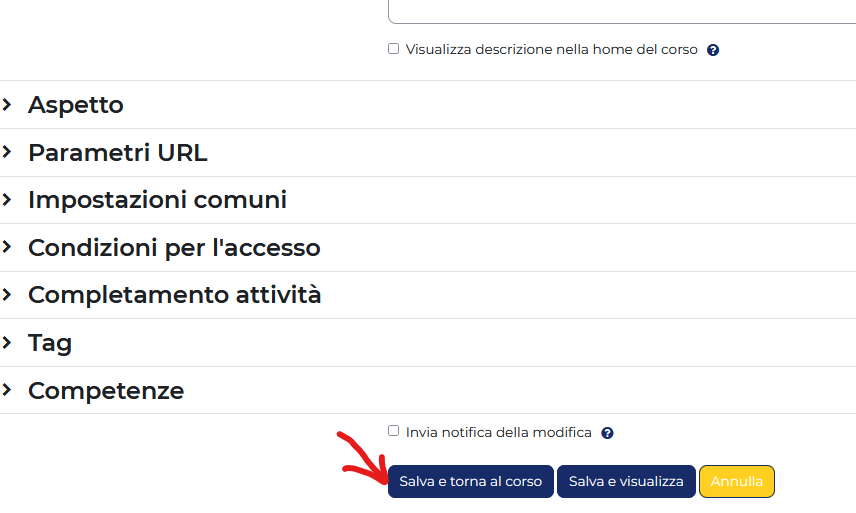 Visualizza descrizione nella home del corso ?
Aspetto
Parametri URL
Impostazioni comuni
Condizioni per l'accesso
Completamento attività
Tag
Competenze
Invia notifica della modifica ?
Salva e torna al corso Salva e visualizza Annulla